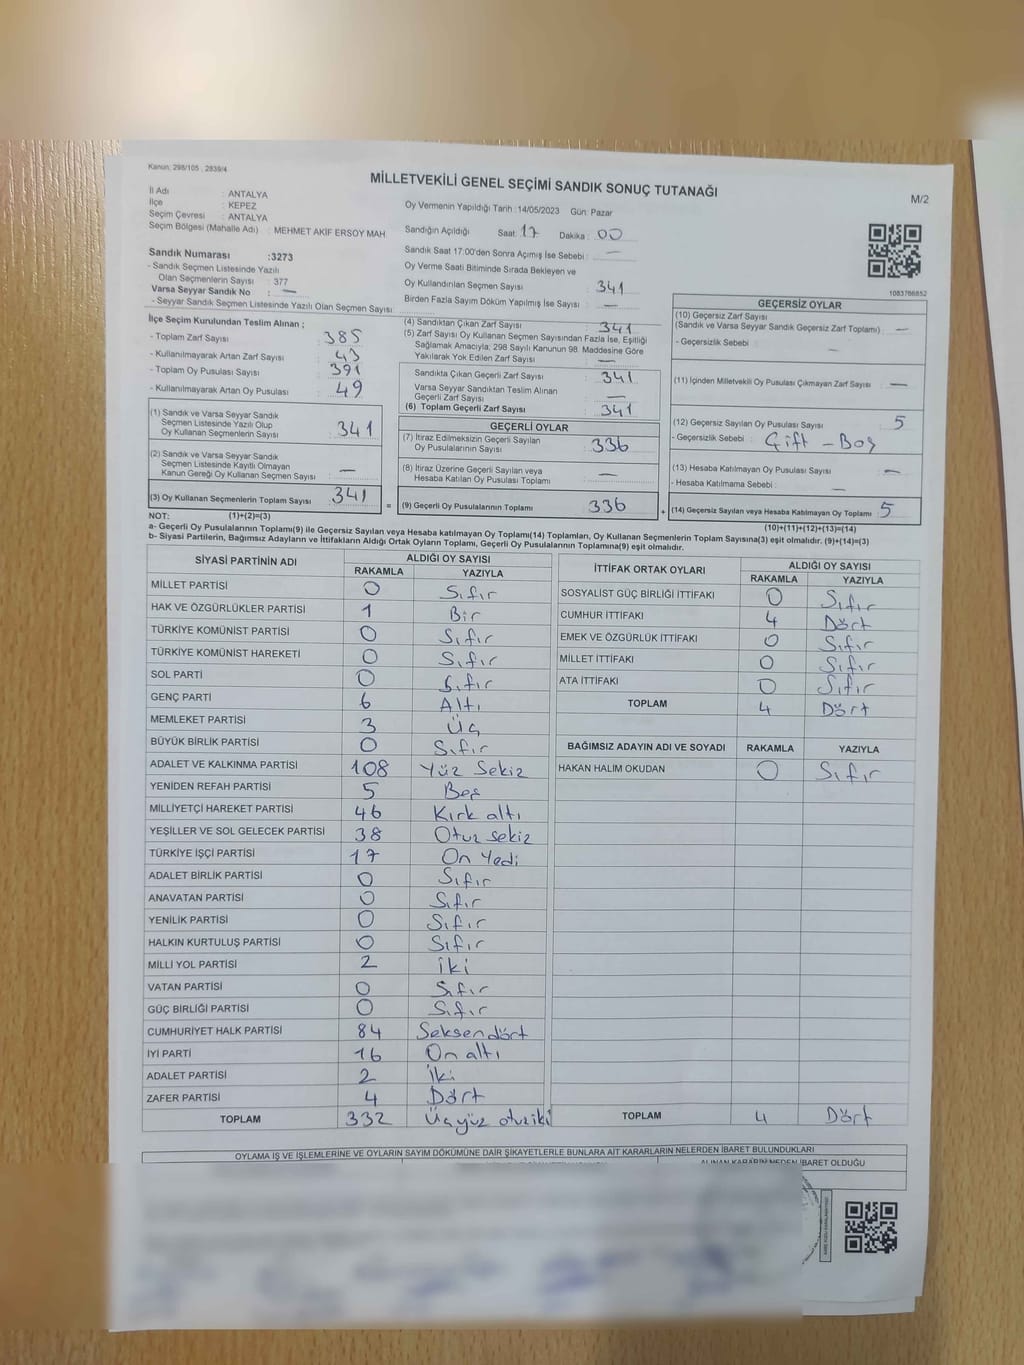 Kanun: 298/105 , 2839/4
MİLLETVEKİLİ GENEL SEÇİMİ SANDIK SONUÇ TUTANAĞI
M/2
İl Adı : ANTALYA
İlçe : KEPEZ
Seçim Çevresi : ANTALYA
Seçim Bölgesi (Mahalle Adı) : MEHMET AKİF ERSOY MAH.
Sandık Numarası :3273
- Sandık Seçmen Listesinde Yazılı
Olan Seçmenlerin Sayısı : 377
Varsa Seyyar Sandık No : —
- Seyyar Sandık Seçmen Listesinde Yazılı Olan Seçmen Sayısı:
Oy Vermenin Yapıldığı Tarih :14/05/2023 Gün: Pazar
Sandığın Açıldığı Saat: 17 Dakika : 00
Sandık Saat 17.00'den Sonra Açılmış İse Sebebi : —
Oy Verme Saati Bitiminde Sırada Bekleyen ve
Oy Kullandırılan Seçmen Sayısı : 341
Birden Fazla Sayım Döküm Yapılmış İse Sayısı : —
1083766852
İlçe Seçim Kurulundan Teslim Alınan ;
- Toplam Zarf Sayısı : 385
- Kullanılmayarak Artan Zarf Sayısı : 43
- Toplam Oy Pusulası Sayısı : 391
- Kullanılmayarak Artan Oy Pusulası : 49
(1) Sandık ve Varsa Seyyar Sandık
Seçmen Listesinde Yazılı Olup
Oy Kullanan Seçmenlerin Sayısı 341
(2) Sandık ve Varsa Seyyar Sandık
Seçmen Listesinde Kayıtlı Olmayan
Kanun Gereği Oy Kullanan Seçmen Sayısı —
(3) Oy Kullanan Seçmenlerin Toplam Sayısı 341 =
(4) Sandıktan Çıkan Zarf Sayısı 341
(5) Zarf Sayısı Oy Kullanan Seçmen Sayısından Fazla İse, Eşitliği
Sağlamak Amacıyla, 298 Sayılı Kanunun 98. Maddesine Göre
Yakılarak Yok Edilen Zarf Sayısı —
Sandıkta Çıkan Geçerli Zarf Sayısı : 341
Varsa Seyyar Sandıktan Teslim Alınan
Geçerli Zarf Sayısı : —
(6) Toplam Geçerli Zarf Sayısı : 341
GEÇERLİ OYLAR
(7) İtiraz Edilmeksizin Geçerli Sayılan
Oy Pusulalarının Sayısı : 336
(8) İtiraz Üzerine Geçerli Sayılan veya
Hesaba Katılan Oy Pusulası Toplamı : —
(9) Geçerli Oy Pusulalarının Toplamı 336 +
GEÇERSİZ OYLAR
(10) Geçersiz Zarf Sayısı
(Sandık ve Varsa Seyyar Sandık Geçersiz Zarf Toplamı) : —
- Geçersizlik Sebebi : —
(11) İçinden Milletvekili Oy Pusulası Çıkmayan Zarf Sayısı : —
(12) Geçersiz Sayılan Oy Pusulası Sayısı : 5
- Geçersizlik Sebebi : Çift - Boş
(13) Hesaba Katılmayan Oy Pusulası Sayısı : —
- Hesaba Katılmama Sebebi : —
(14) Geçersiz Sayılan veya Hesaba Katılmayan Oy Toplamı : 5
NOT: (1)+(2)=(3) (10)+(11)+(12)+(13)=(14)
a- Geçerli Oy Pusulalarının Toplamı(9) ile Geçersiz Sayılan veya Hesaba katılmayan Oy Toplamı(14) Toplamları, Oy Kullanan Seçmenlerin Toplam Sayısına(3) eşit olmalıdır. (9)+(14)=(3)
b- Siyasi Partilerin, Bağımsız Adayların ve İttifakların Aldığı Ortak Oyların Toplamı, Geçerli Oy Pusulalarının Toplamına(9) eşit olmalıdır.
SİYASİ PARTİNİN ADI ALDIĞI OY SAYISI
RAKAMLA YAZIYLA
MİLLET PARTİSİ 0 Sıfır
HAK VE ÖZGÜRLÜKLER PARTİSİ 1 Bir
TÜRKİYE KOMÜNİST PARTİSİ 0 Sıfır
TÜRKİYE KOMÜNİST HAREKETİ 0 Sıfır
SOL PARTİ 0 Sıfır
GENÇ PARTİ 6 Altı
MEMLEKET PARTİSİ 3 Üç
BÜYÜK BİRLİK PARTİSİ 0 Sıfır
ADALET VE KALKINMA PARTİSİ 108 Yüz Sekiz
YENİDEN REFAH PARTİSİ 5 Beş
MİLLİYETÇİ HAREKET PARTİSİ 46 Kırk altı
YEŞİLLER VE SOL GELECEK PARTİSİ 38 Otuz sekiz
TÜRKİYE İŞÇİ PARTİSİ 17 On Yedi
ADALET BİRLİK PARTİSİ 0 Sıfır
ANAVATAN PARTİSİ 0 Sıfır
YENİLİK PARTİSİ 0 Sıfır
HALKIN KURTULUŞ PARTİSİ 0 Sıfır
MİLLİ YOL PARTİSİ 2 İki
VATAN PARTİSİ 0 Sıfır
GÜÇ BİRLİĞİ PARTİSİ 0 Sıfır
CUMHURİYET HALK PARTİSİ 84 Seksendört
İYİ PARTİ 16 On altı
ADALET PARTİSİ 2 İki
ZAFER PARTİSİ 4 Dört
TOPLAM 332 Üçyüz otuziki
İTTİFAK ORTAK OYLARI ALDIĞI OY SAYISI
RAKAMLA YAZIYLA
SOSYALİST GÜÇ BİRLİĞİ İTTİFAKI 0 Sıfır
CUMHUR İTTİFAKI 4 Dört
EMEK VE ÖZGÜRLÜK İTTİFAKI 0 Sıfır
MİLLET İTTİFAKI 0 Sıfır
ATA İTTİFAKI 0 Sıfır
TOPLAM 4 Dört
BAĞIMSIZ ADAYIN ADI VE SOYADI RAKAMLA YAZIYLA
HAKAN HALİM OKUDAN 0 Sıfır
TOPLAM 4 Dört
OYLAMA İŞ VE İŞLEMLERİNE VE OYLARIN SAYIM DÖKÜMÜNE DAİR ŞİKAYETLERLE BUNLARA AİT KARARLARIN NELERDEN İBARET BULUNDUKLARI
ALINAN KARARIN NEDEN İBARET OLDUĞU